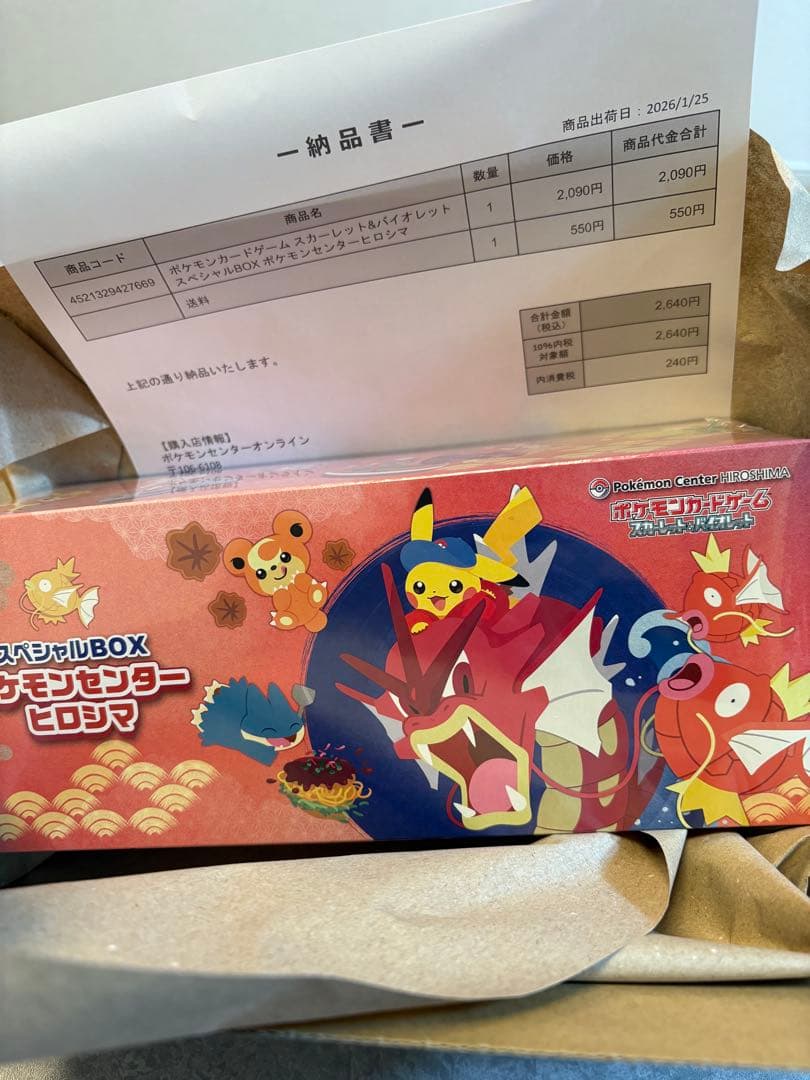 ー納品書ー
商品出荷日：2026/1/25
商品コード 商品名 数量 価格 商品代金合計
4521329427669 ポケモンカードゲーム スカーレット&バイオレット
スペシャルBOX ポケモンセンターヒロシマ 1 2,090円 2,090円
送料 1 550円 550円
合計金額
（税込） 2,640円
10%内税
対象額 2,640円
内消費税 240円
上記の通り納品いたします。
【購入店情報】
ポケモンセンターオンライン
〒106-6108
Pokémon Center HIROSHIMA
ポケモンカードゲーム
スカーレット&バイオレット
スペシャルBOX
ケモンセンター
ヒロシマ